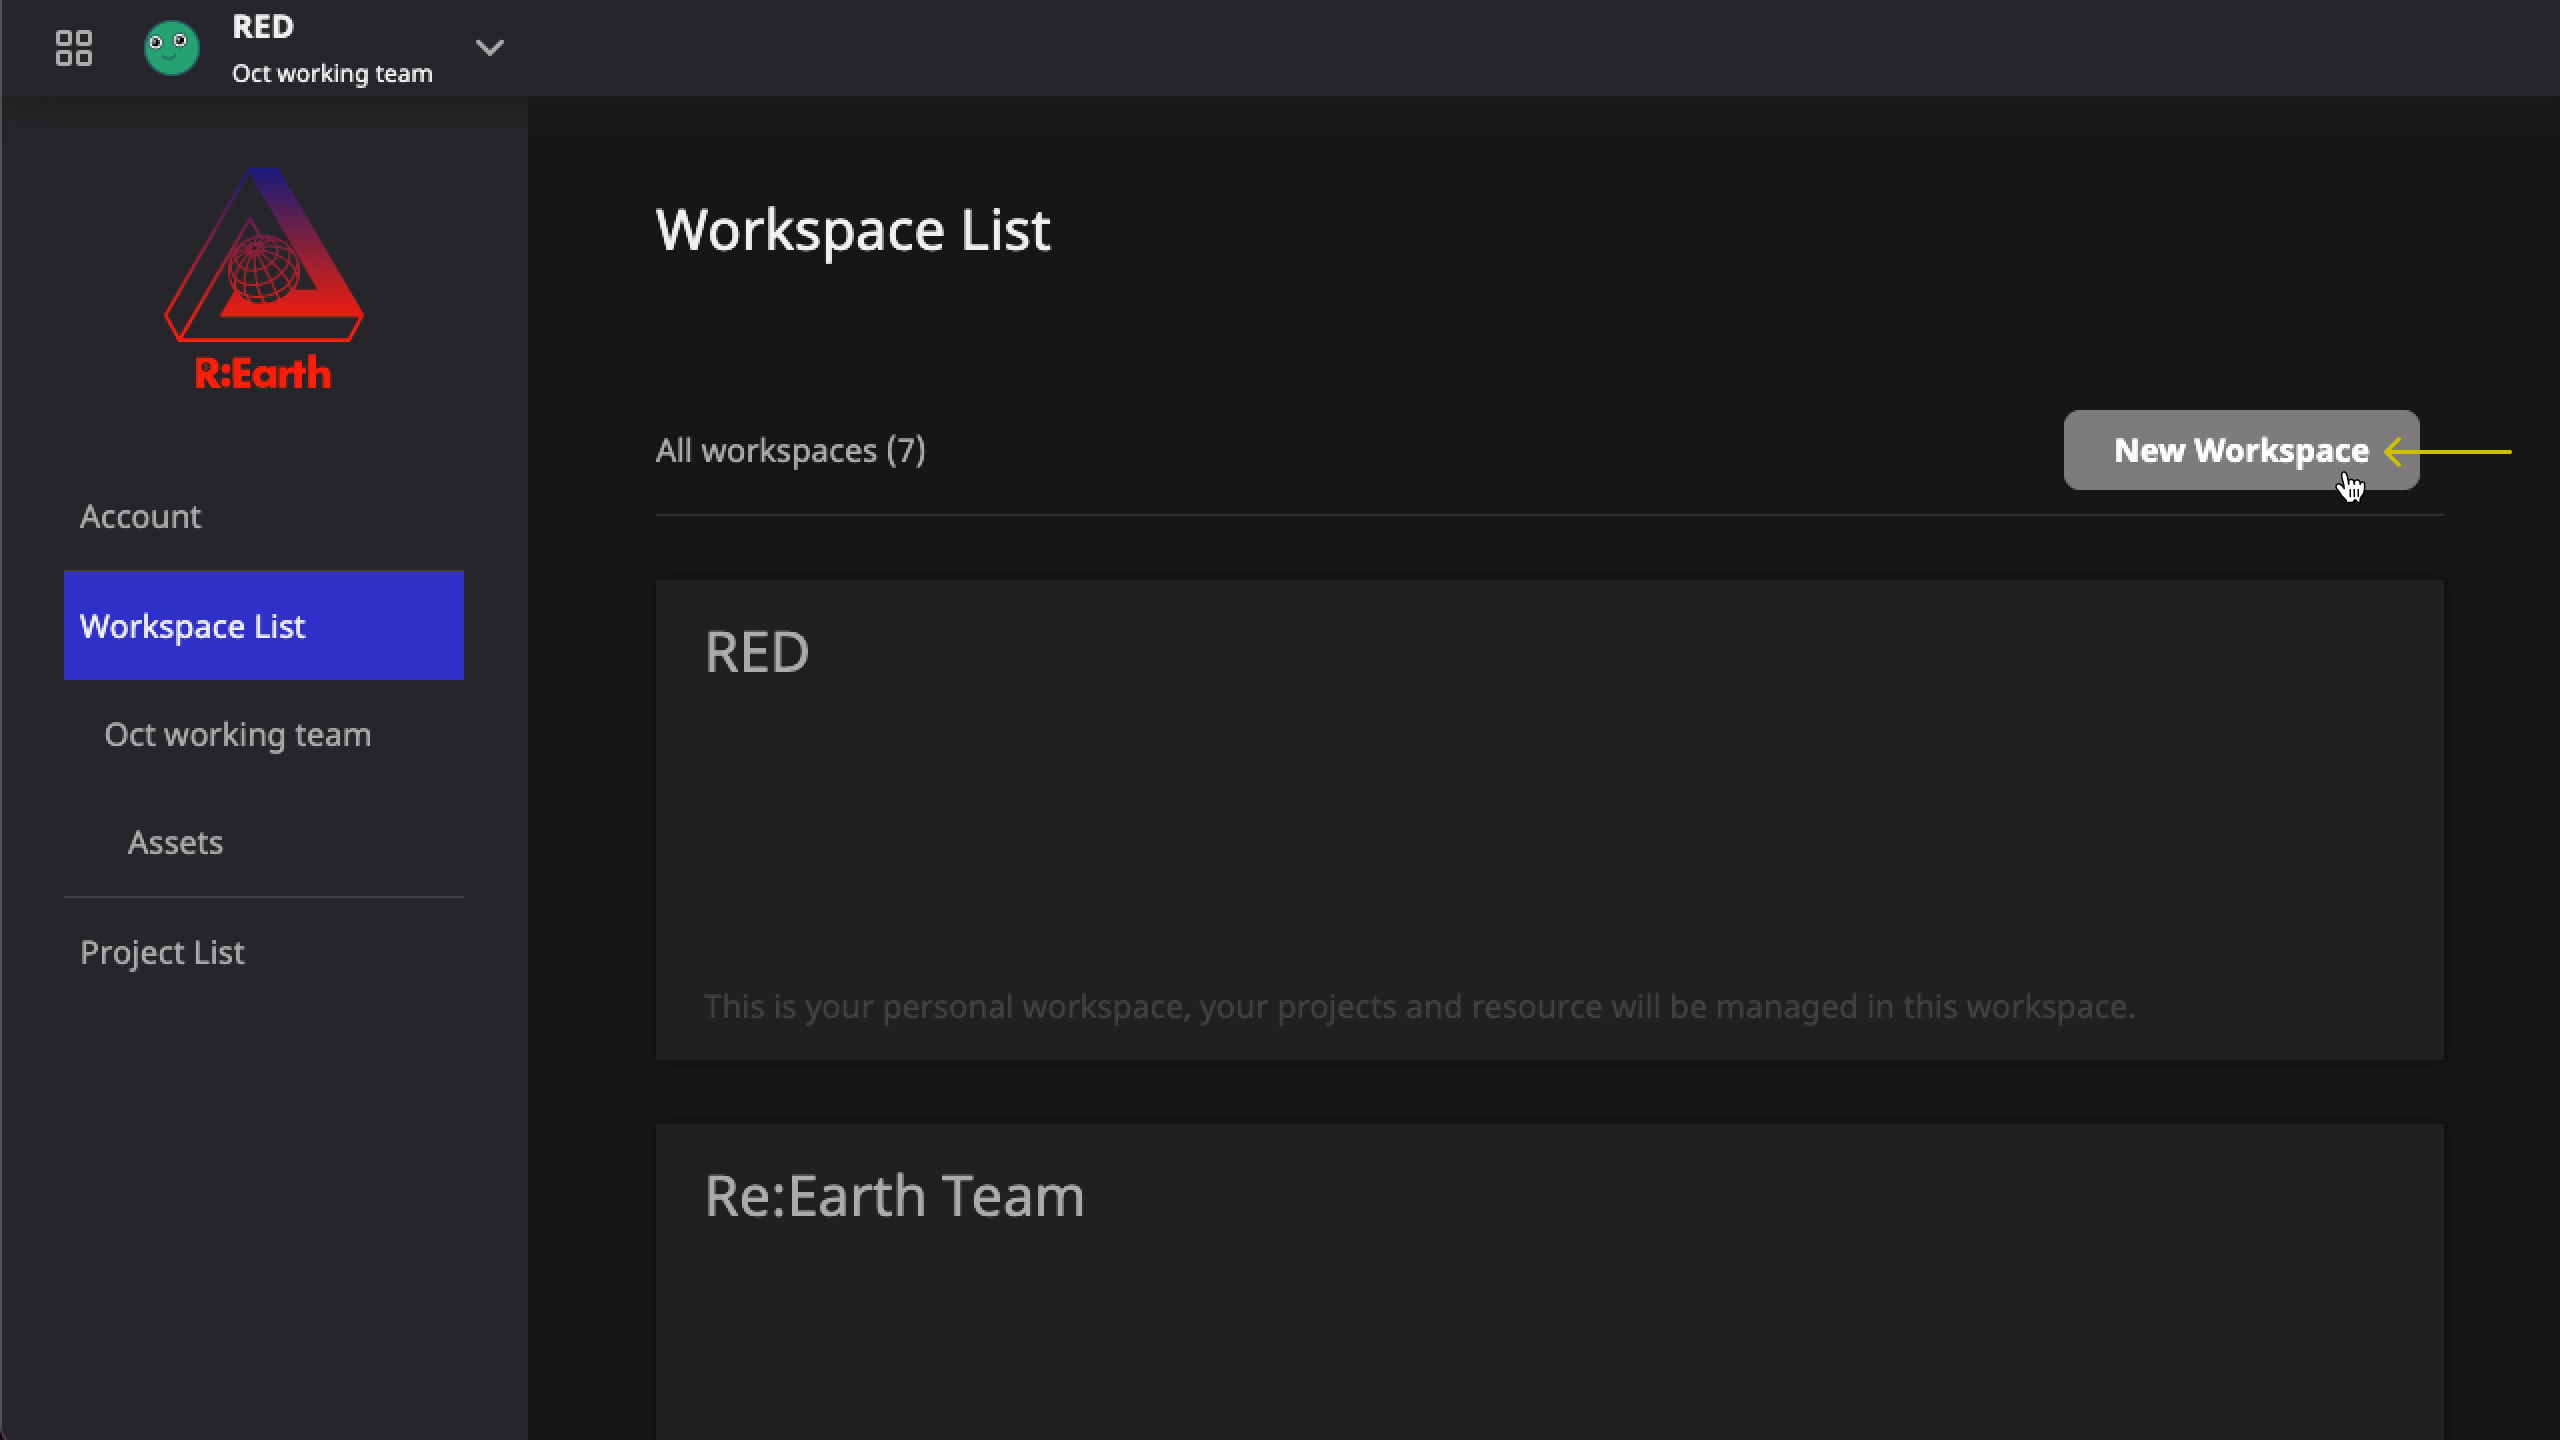 RED
Oct working team
R:Earth
Account
Workspace List
Oct working team
Assets
Project List
Workspace List
All workspaces (7)
New Workspace
RED
This is your personal workspace, your projects and resource will be managed in this workspace.
Re:Earth Team